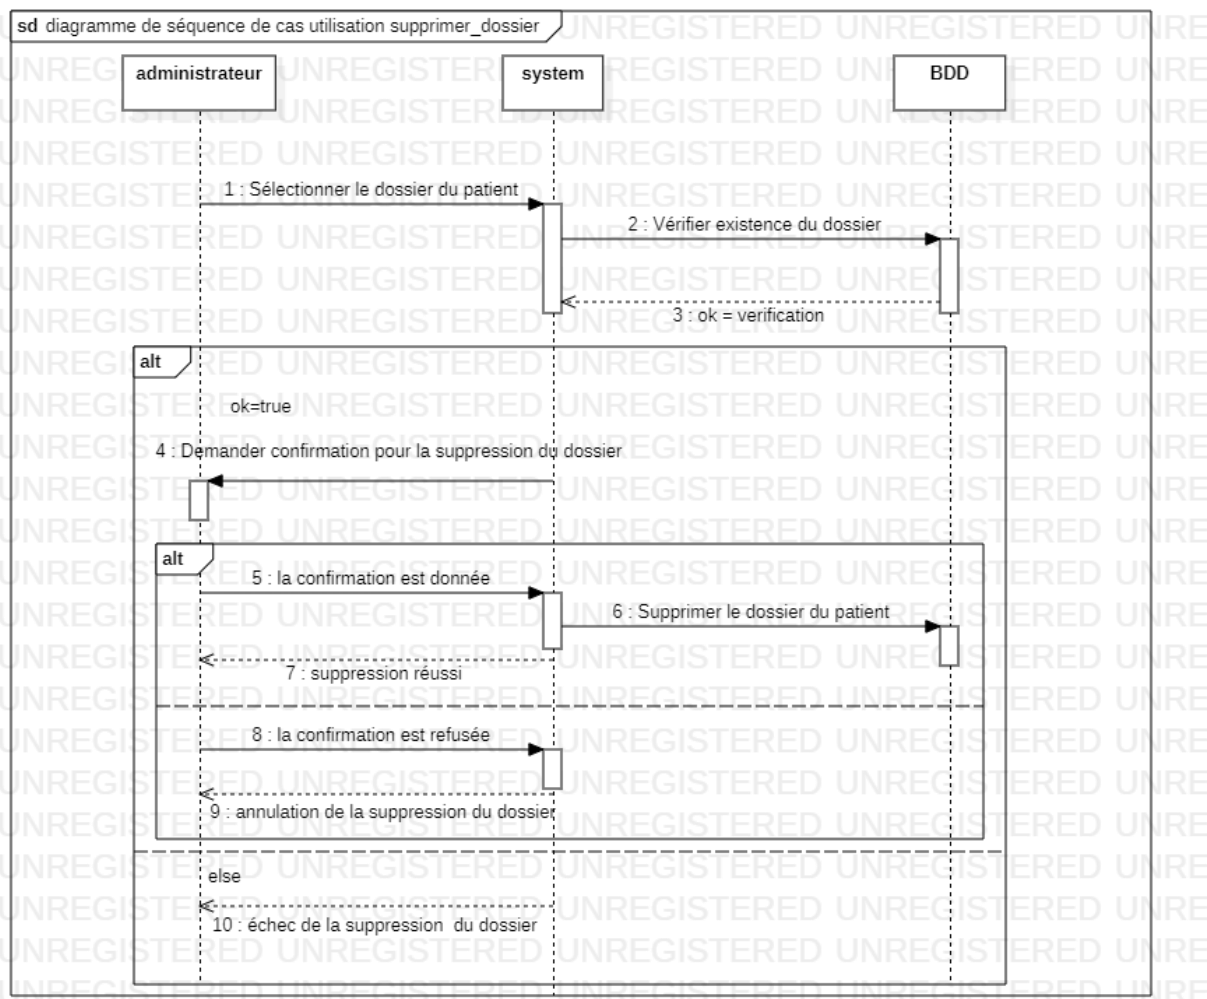 sd diagramme de séquence de cas utilisation supprimer_dossier
administrateur
system
BDD
1 : Sélectionner le dossier du patient
2 : Vérifier existence du dossier
3 : ok = verification
alt
ok=true
4 : Demander confirmation pour la suppression du dossier
alt
5 : la confirmation est donnée
6 : Supprimer le dossier du patient
7 : suppression réussi
8 : la confirmation est refusée
9 : annulation de la suppression du dossier
else
10 : échec de la suppression du dossier
UNREGISTERED